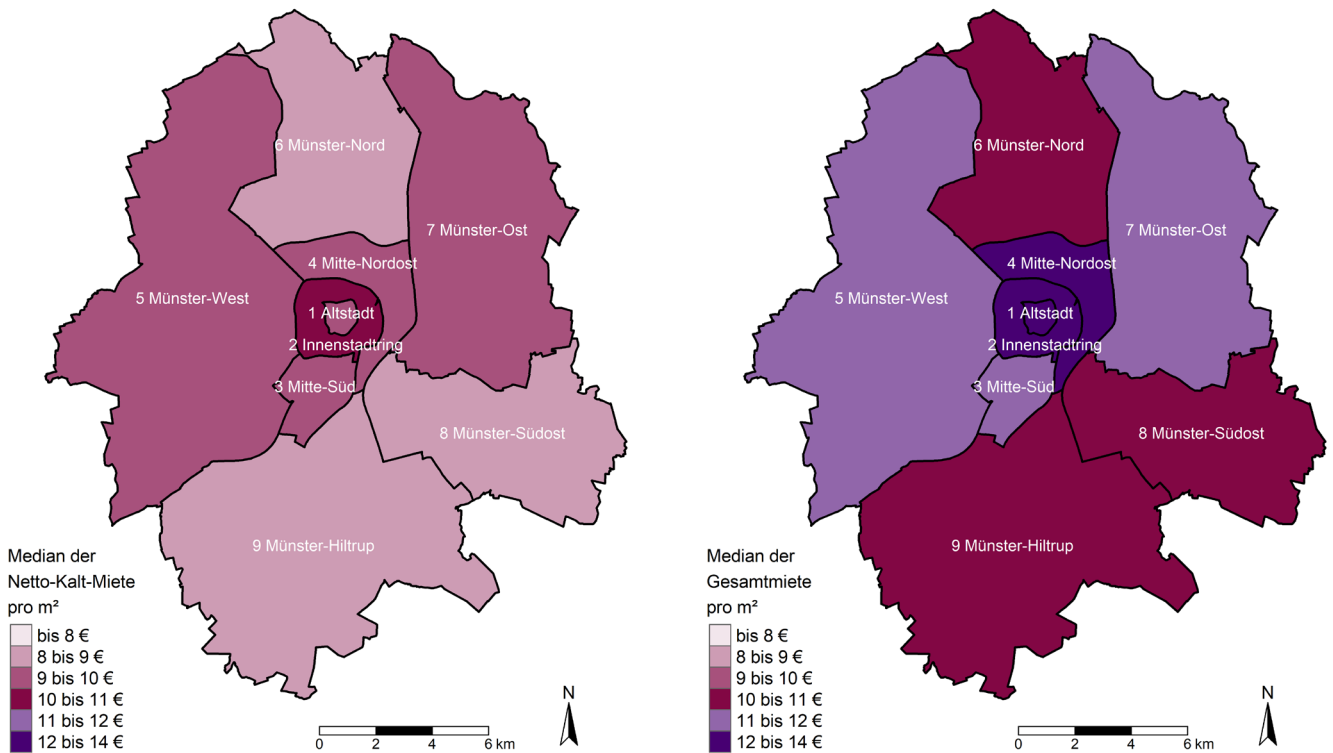 6 Münster-Nord
7 Münster-Ost
4 Mitte-Nordost
5 Münster-West
1 Altstadt
2 Innenstadtring
3 Mitte-Süd
8 Münster-Südost
9 Münster-Hiltrup
Median der
Netto-Kalt-Miete
pro m²
bis 8 €
8 bis 9 €
9 bis 10 €
10 bis 11 €
11 bis 12 €
12 bis 14 €
N
0 2 4 6 km
6 Münster-Nord
7 Münster-Ost
4 Mitte-Nordost
5 Münster-West
1 Altstadt
2 Innenstadtring
3 Mitte-Süd
8 Münster-Südost
9 Münster-Hiltrup
Median der
Gesamtmiete
pro m²
bis 8 €
8 bis 9 €
9 bis 10 €
10 bis 11 €
11 bis 12 €
12 bis 14 €
N
0 2 4 6 km